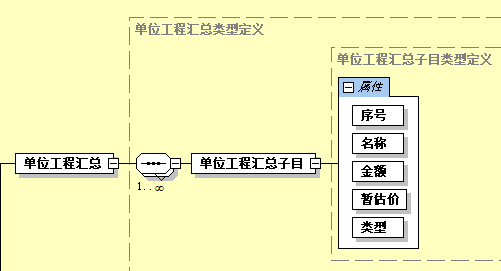 单位工程汇总类型定义
单位工程汇总子目类型定义
属性
序号
单位工程汇总
单位工程汇总子目
名称
1..∞
金额
暂估价
类型